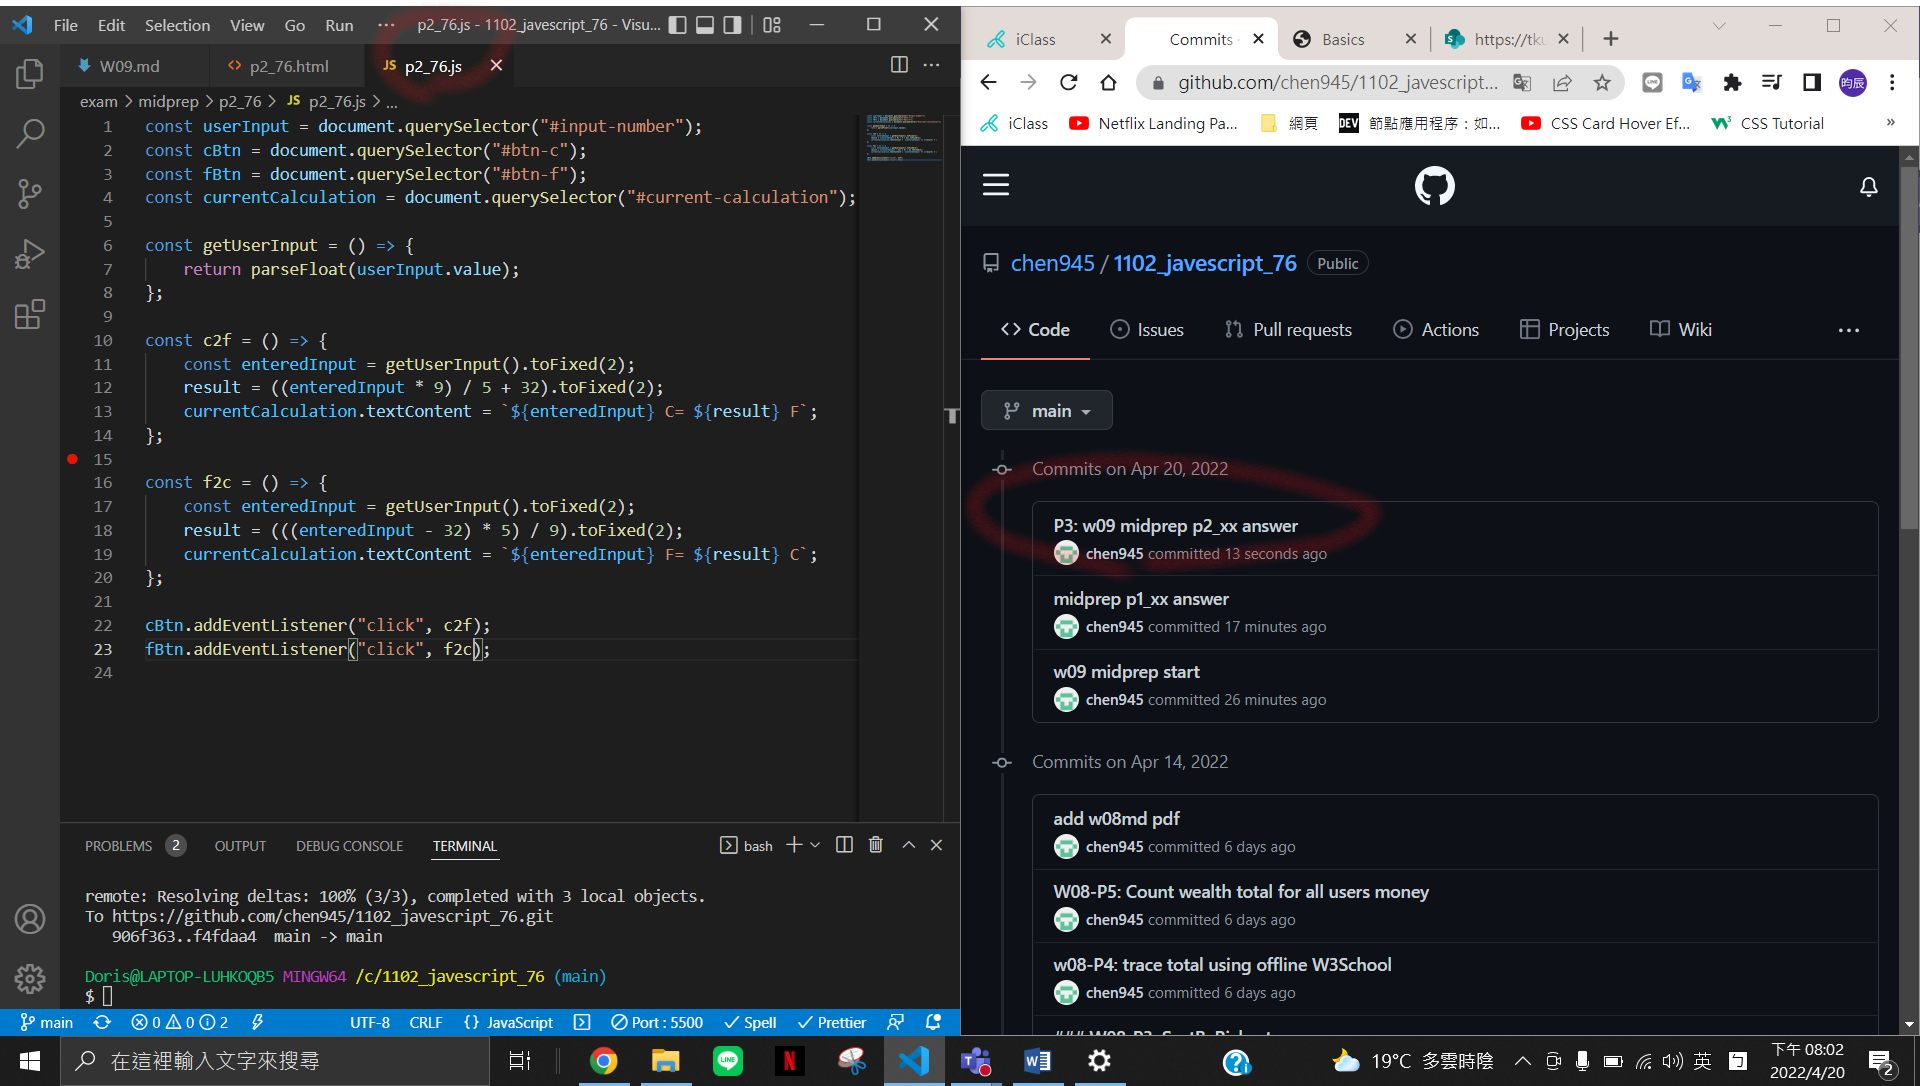 File Edit Selection View Go Run ··· p2_76.js - 1102_javescript_76 - Visu...
W09.md <> p2_76.html JS p2_76.js
exam > midprep > p2_76 > JS p2_76.js > ...
1 const userInput = document.querySelector("#input-number");
2 const cBtn = document.querySelector("#btn-c");
3 const fBtn = document.querySelector("#btn-f");
4 const currentCalculation = document.querySelector("#current-calculation");
5
6 const getUserInput = () => {
7 return parseFloat(userInput.value);
8 };
9
10 const c2f = () => {
11 const enteredInput = getUserInput().toFixed(2);
12 result = ((enteredInput * 9) / 5 + 32).toFixed(2);
13 currentCalculation.textContent = `${enteredInput} C= ${result} F`;
14 };
15
16 const f2c = () => {
17 const enteredInput = getUserInput().toFixed(2);
18 result = (((enteredInput - 32) * 5) / 9).toFixed(2);
19 currentCalculation.textContent = `${enteredInput} F= ${result} C`;
20 };
21
22 cBtn.addEventListener("click", c2f);
23 fBtn.addEventListener("click", f2c);
24
PROBLEMS 2 OUTPUT DEBUG CONSOLE TERMINAL bash
remote: Resolving deltas: 100% (3/3), completed with 3 local objects.
To https://github.com/chen945/1102_javescript_76.git
906f363..f4fdaa4 main -> main
Doris@LAPTOP-LUHKOQB5 MINGW64 /c/1102_javescript_76 (main)
$
main 0 0 2 UTF-8 CRLF {} JavaScript Port : 5500 Spell Prettier
iClass Commits Basics https://tku
github.com/chen945/1102_javescript... 昀辰
iClass Netflix Landing Pa... 網頁 DEV 節點應用程序：如... CSS Card Hover Ef... CSS Tutorial »
chen945 / 1102_javescript_76 Public
<> Code Issues Pull requests Actions Projects Wiki ···
main
Commits on Apr 20, 2022
P3: w09 midprep p2_xx answer
chen945 committed 13 seconds ago
midprep p1_xx answer
chen945 committed 17 minutes ago
w09 midprep start
chen945 committed 26 minutes ago
Commits on Apr 14, 2022
add w08md pdf
chen945 committed 6 days ago
W08-P5: Count wealth total for all users money
chen945 committed 6 days ago
w08-P4: trace total using offline W3School
chen945 committed 6 days ago
在這裡輸入文字來搜尋 19°C 多雲時陰 英 下午 08:02
2022/4/20 2